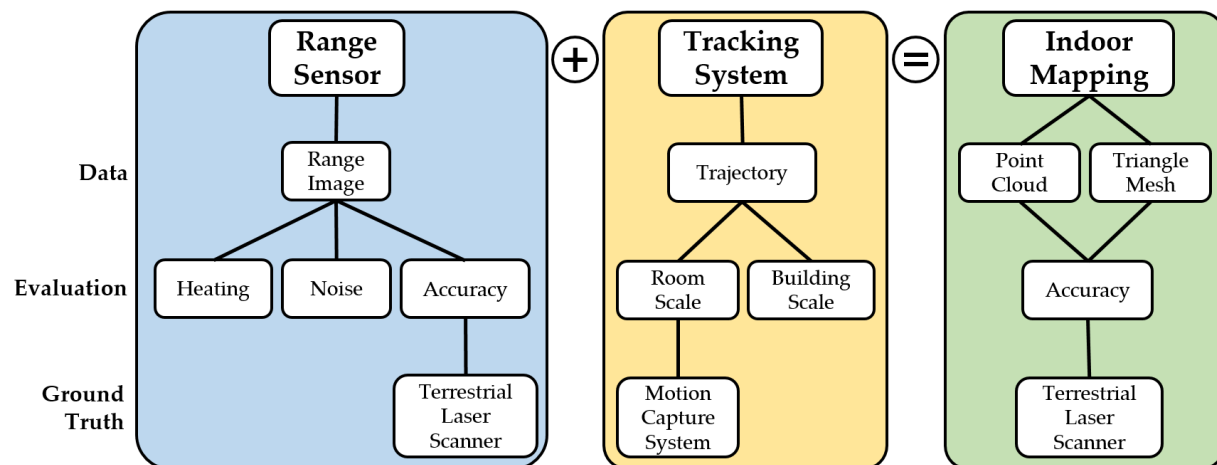 Range
Sensor
+
Tracking
System
=
Indoor
Mapping
Data
Range
Image
Trajectory
Point
Cloud
Triangle
Mesh
Evaluation
Heating
Noise
Accuracy
Room
Scale
Building
Scale
Accuracy
Ground
Truth
Terrestrial
Laser
Scanner
Motion
Capture
System
Terrestrial
Laser
Scanner